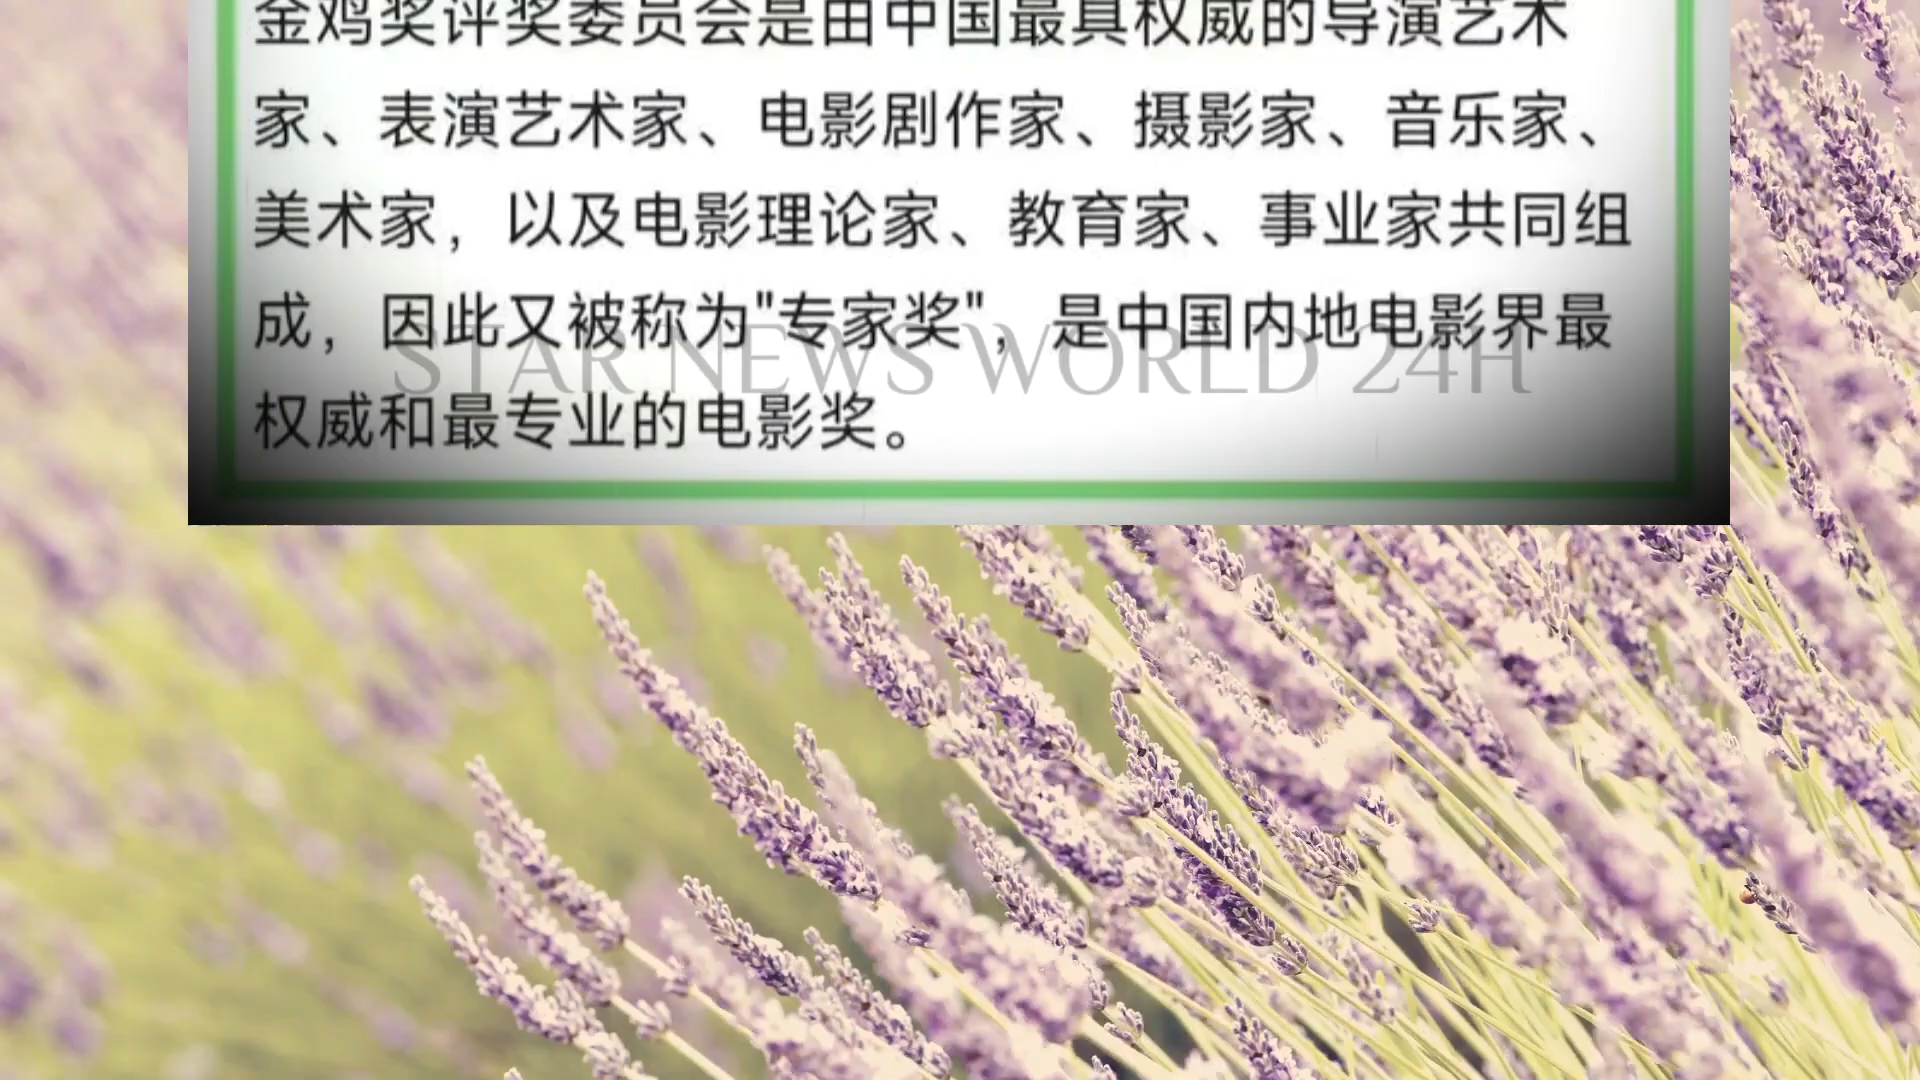 金鸡奖评奖委员会是由中国最具权威的导演艺术
家、表演艺术家、电影剧作家、摄影家、音乐家、
美术家，以及电影理论家、教育家、事业家共同组
成，因此又被称为"专家奖"，是中国内地电影界最
STAR NEWS WORLD 24H
权威和最专业的电影奖。